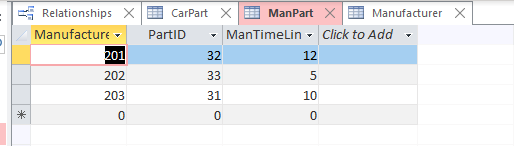 Relationships CarPart ManPart Manufacturer
Manufacture PartID ManTimeLin Click to Add
201 32 12
202 33 5
203 31 10
* 0 0 0